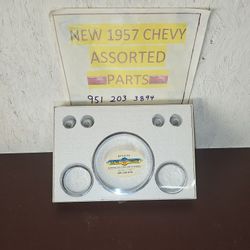 NEW 1957 CHEVY
ASSORTED
PARTS
951 203 3894